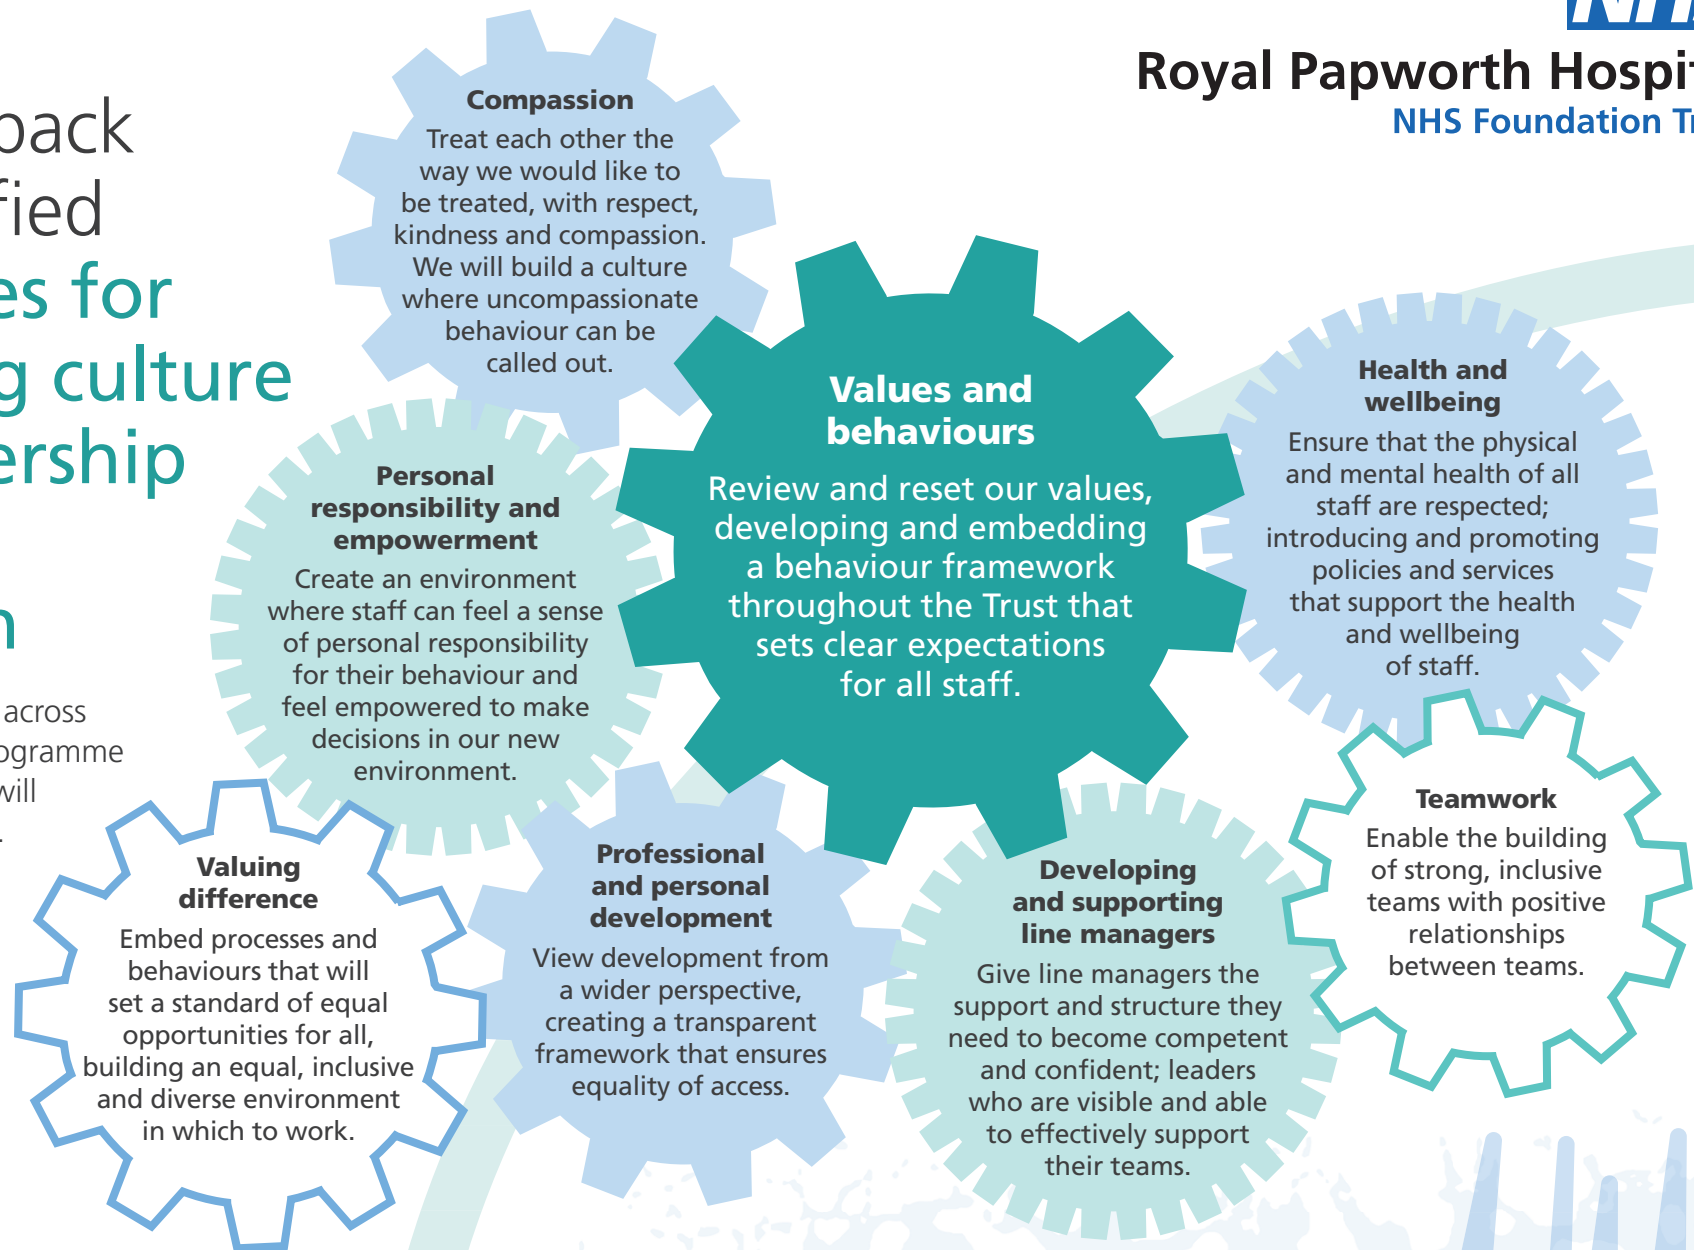 Royal Papworth
NHS Foundation
culture
for
across
will
Compassion
Treat each other the
way we would like to
be treated, with respect,
kindness and compassion.
We will build a culture
where uncompassionate
behaviour can be
called out.
Values and
behaviours
Review and reset our values,
developing and embedding
a behaviour framework
throughout the Trust that
sets clear expectations
for all staff.
Health and
wellbeing
Ensure that the physical
and mental health of all
staff are respected;
introducing and promoting
policies and services
that support the health
and wellbeing
of staff.
Personal
responsibility and
empowerment
Create an environment
where staff can feel a sense
of personal responsibility
for their behaviour and
feel empowered to make
decisions in our new
environment.
Valuing
difference
Embed processes and
behaviours that will
set a standard of equal
opportunities for all,
building an equal, inclusive
and diverse environment
in which to work.
Professional
and personal
development
View development from
a wider perspective,
creating a transparent
framework that ensures
equality of access.
Developing
and supporting
line managers
Give line managers the
support and structure they
need to become competent
and confident; leaders
who are visible and able
to effectively support
their teams.
Teamwork
Enable the building
of strong, inclusive
teams with positive
relationships
between teams.